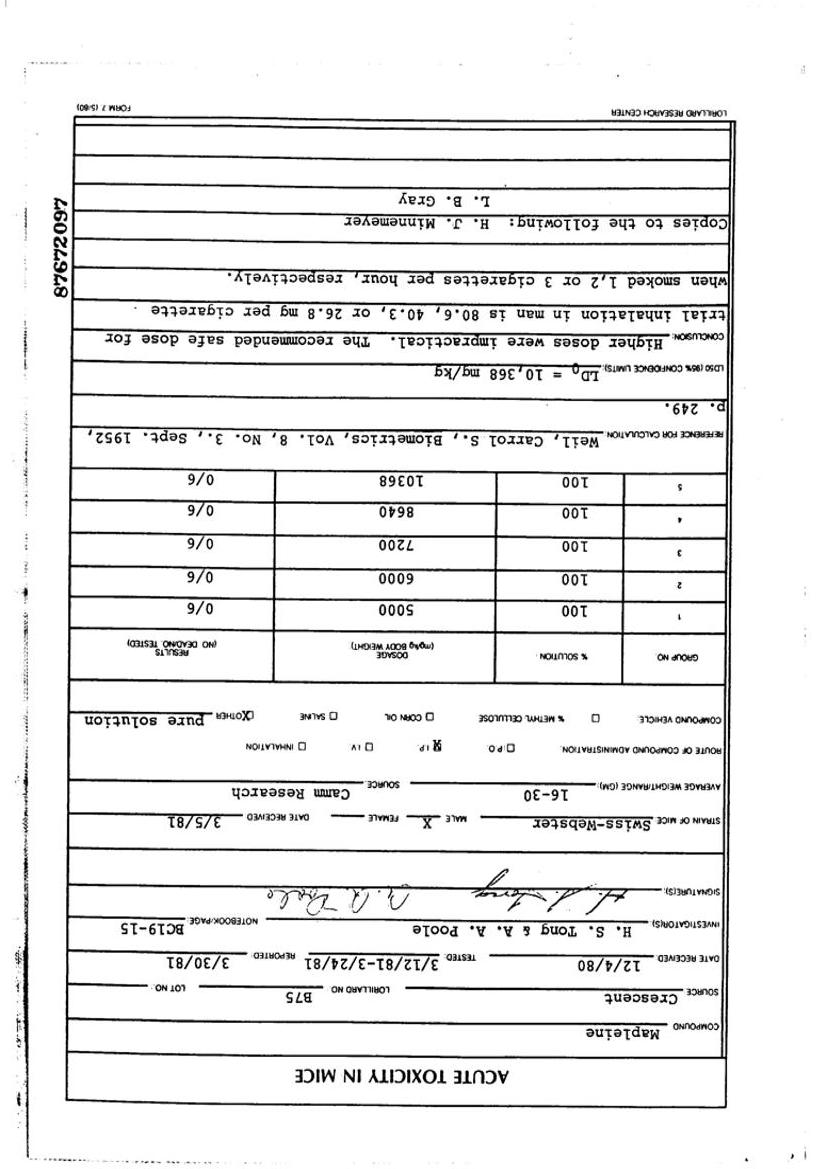 ACUTE TOXICITY IN MICE
COMPOUND Mapleine
SOURCE Crescent LORILLARD NO B75 LOT NO.
DATE RECEIVED 12/4/80 TESTED 3/12/81-3/24/81 REPORTED 3/30/81
INVESTIGATOR(S) H. S. Tong & A. A. Poole NOTEBOOK/PAGE BC19-15
SIGNATURE(S): H. S. Tong A. A. Poole
STRAIN OF MICE Swiss-Webster MALE X FEMALE DATE RECEIVED 3/5/81
AVERAGE WEIGHT/RANGE (GM): 16-30 SOURCE Camm Research
ROUTE OF COMPOUND ADMINISTRATION: ☐ P O ☒ I P ☐ I V ☐ INHALATION
COMPOUND VEHICLE: ☐ % METHYL CELLULOSE ☐ CORN OIL ☐ SALINE ☒ OTHER pure solution
GROUP NO. % SOLUTION DOSAGE (mg/kg BODY WEIGHT) RESULTS (NO DEAD/NO TESTED)
1 100 5000 0/6
2 100 6000 0/6
3 100 7200 0/6
4 100 8640 0/6
5 100 10368 0/6
REFERENCE FOR CALCULATION Weil, Carrol S., Biometrics, Vol. 8, No. 3., Sept. 1952,
p. 249.
LD50 (95% CONFIDENCE LIMITS): LD0 = 10,368 mg/kg
CONCLUSION: Higher doses were impractical. The recommended safe dose for
trial inhalation in man is 80.6, 40.3, or 26.8 mg per cigarette
when smoked 1,2 or 3 cigarettes per hour, respectively.
Copies to the following: H. J. Minnemeyer
L. B. Gray
LORILLARD RESEARCH CENTER FORM 7 (5/80)
87672097